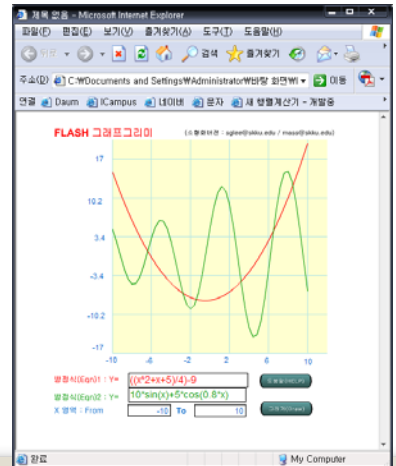 제목 없음 - Microsoft Internet Explorer
파일(F) 편집(E) 보기(V) 즐겨찾기(A) 도구(T) 도움말(H)
뒤로 검색 즐겨찾기
주소(D) C:\Documents and Settings\Administrator\바탕 화면\ 이동
연결 Daum iCampus 네이버 문자 새 행렬계산기 - 개발중
FLASH 그래프그리미 / nmaa@skku.edu)
17
10.2
3.4
-3.4
-10.2
-17
-10 -6 -2 2 6 10
방정식(Eqn)1 : Y= ((x^2+x+5)/4)-9
방정식(Eqn)2 : Y= 10*sin(x)+5*cos(0.8*x)
X 영역 : From -10 To 10
완료 My Computer